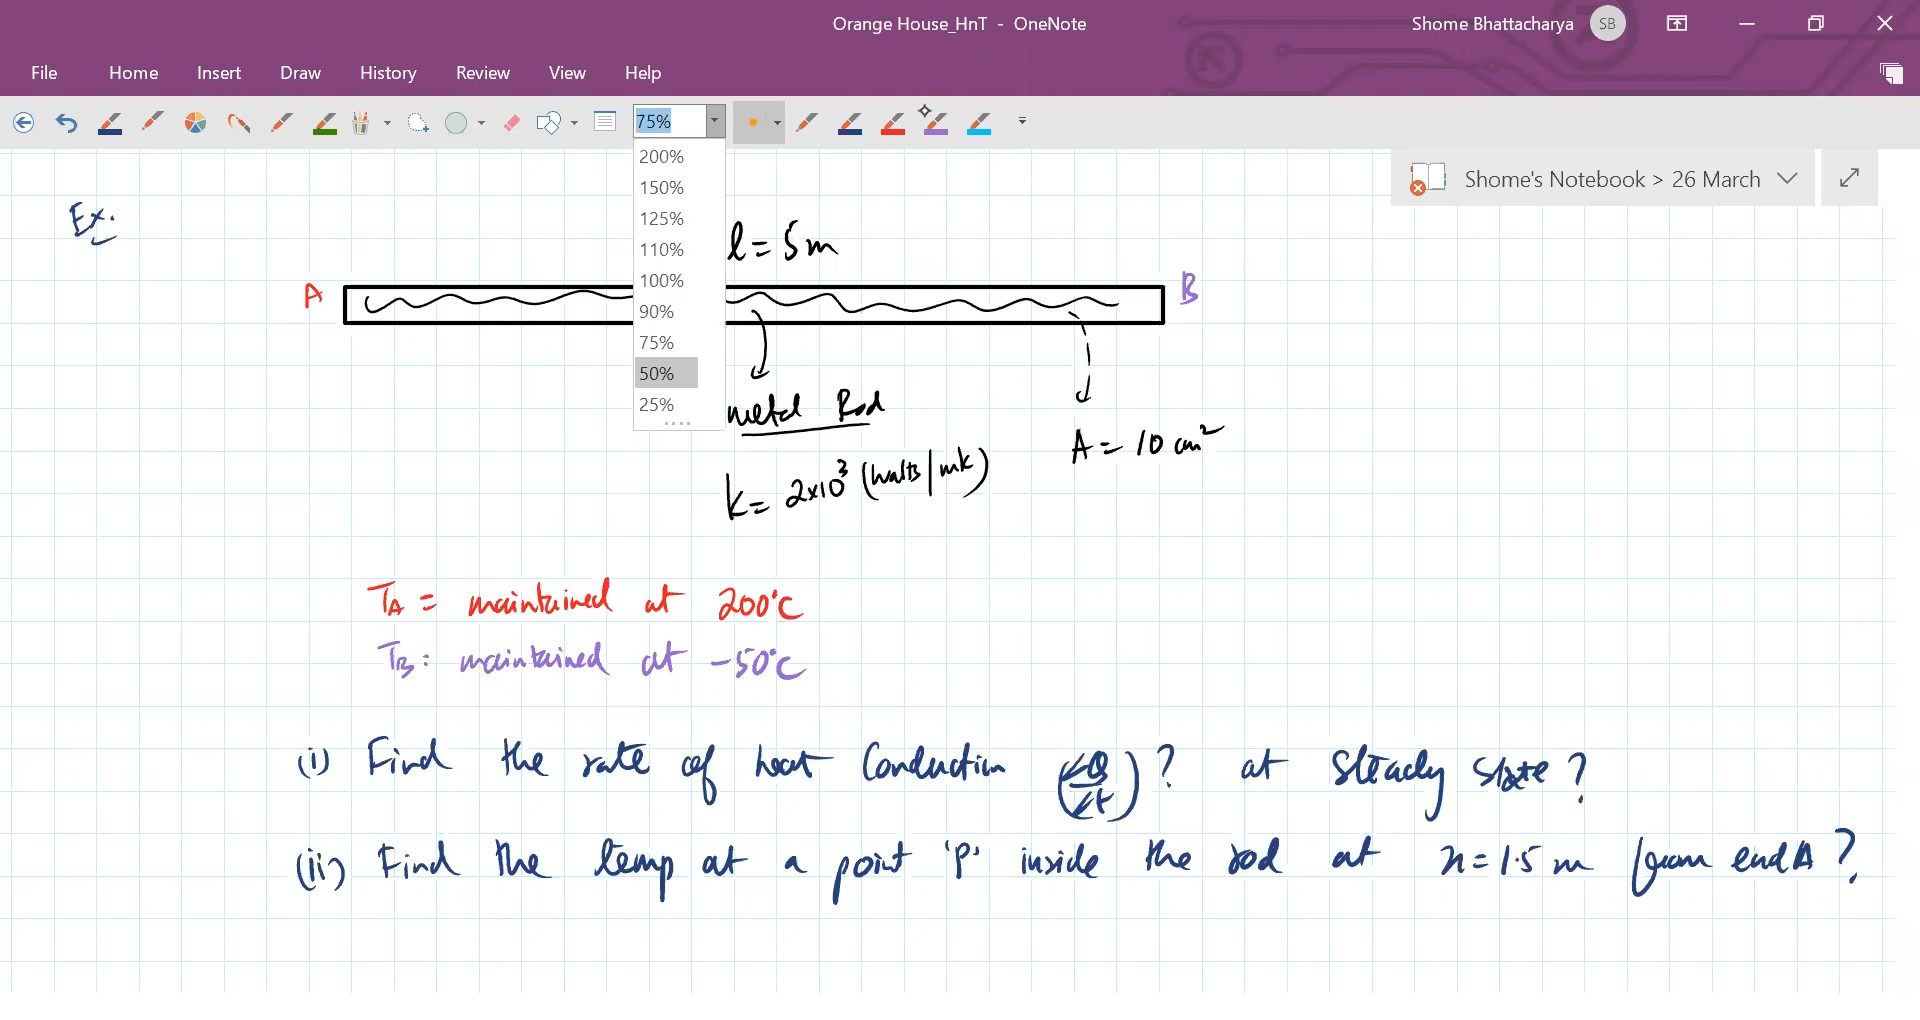 Orange House_HnT - OneNote
Shome Bhattacharya SB
File Home Insert Draw History Review View Help
75%
200%
150%
125%
110%
100%
90%
75%
50%
25%
Shome's Notebook > 26 March
Ex.
l = 5m
A
B
metal Rod
A = 10 cm²
k = 2x10³ (watts/mk)
TA = maintained at 200°C
TB: maintained at -50°C
(i) Find the rate of heat Conduction (dQ/dt)? at steady state?
(ii) Find the temp at a point 'P' inside the rod at x = 1.5 m from end A?